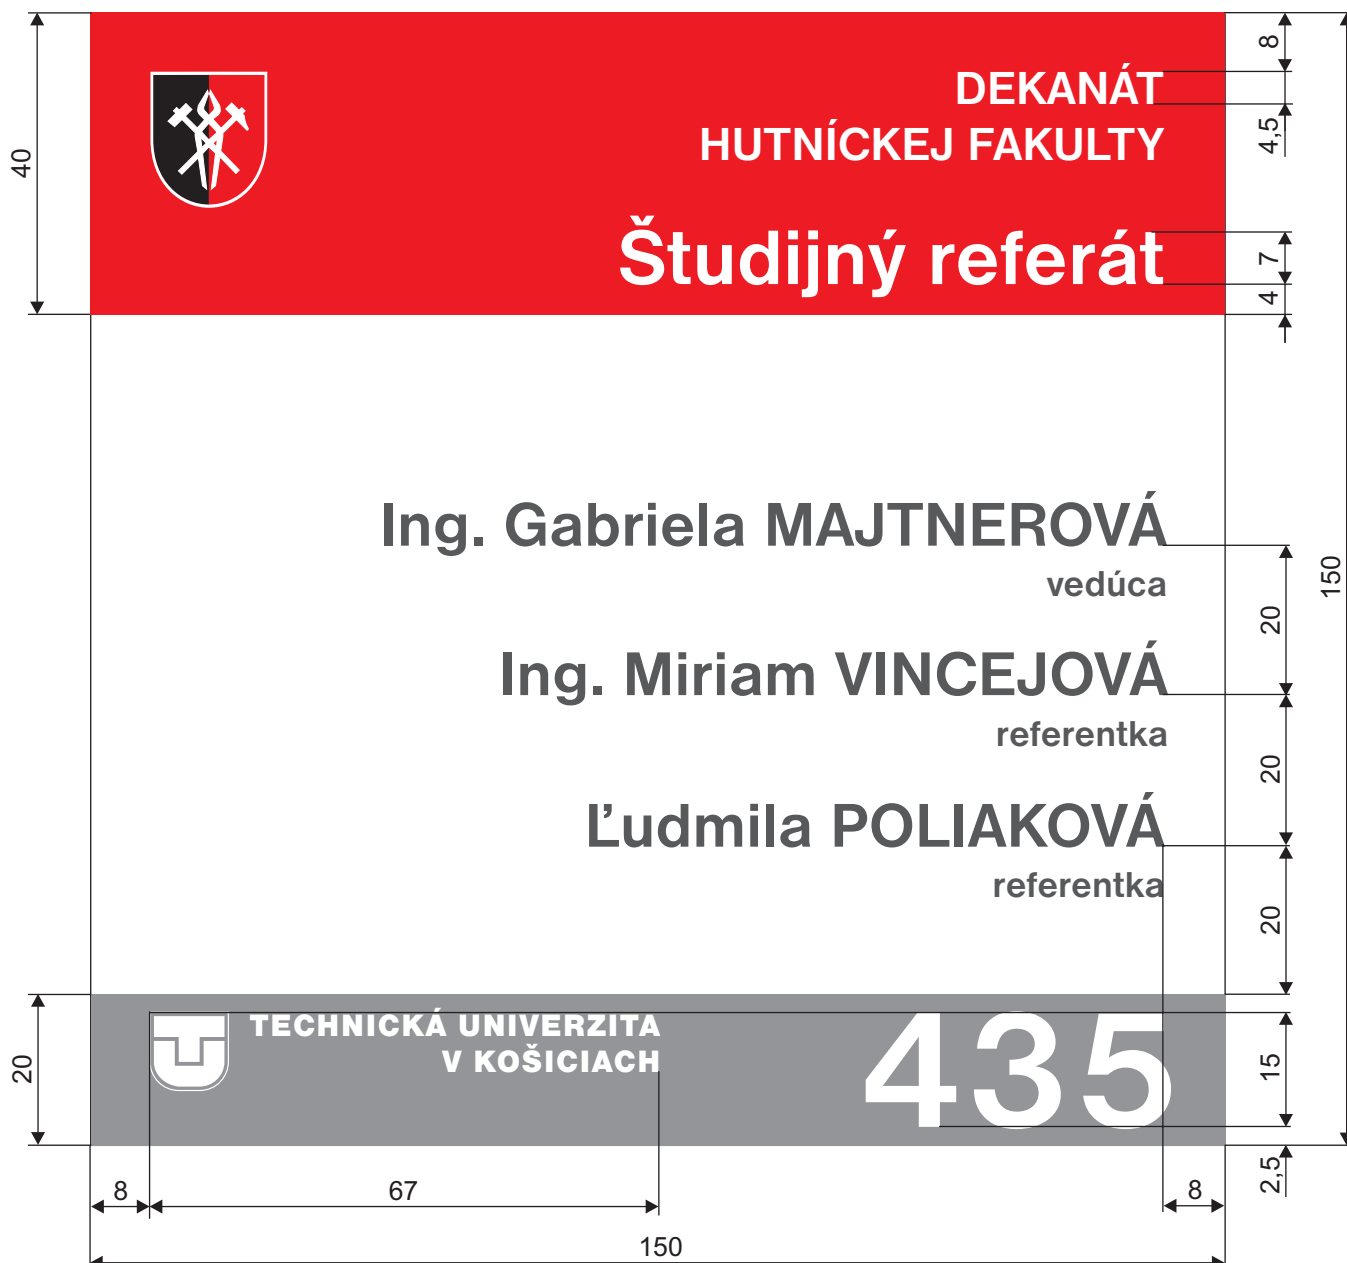 DEKANÁT
HUTNÍCKEJ FAKULTY
Študijný referát
Ing. Gabriela MAJTNEROVÁ
vedúca
Ing. Miriam VINCEJOVÁ
referentka
Ľudmila POLIAKOVÁ
referentka
TECHNICKÁ UNIVERZITA
V KOŠICIACH
435
40
20
8
4,5
7
4
150
20
20
20
15
2,5
8
67
8
150